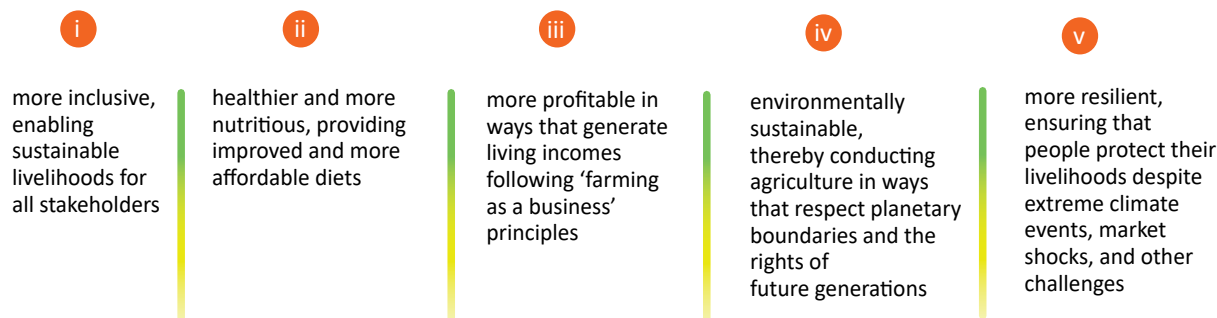 i
more inclusive,
enabling
sustainable
livelihoods for
all stakeholders
ii
healthier and more
nutritious, providing
improved and more
affordable diets
iii
more profitable in
ways that generate
living incomes
following ‘farming
as a business’
principles
iv
environmentally
sustainable,
thereby conducting
agriculture in ways
that respect planetary
boundaries and the
rights of
future generations
v
more resilient,
ensuring that
people protect their
livelihoods despite
extreme climate
events, market
shocks, and other
challenges